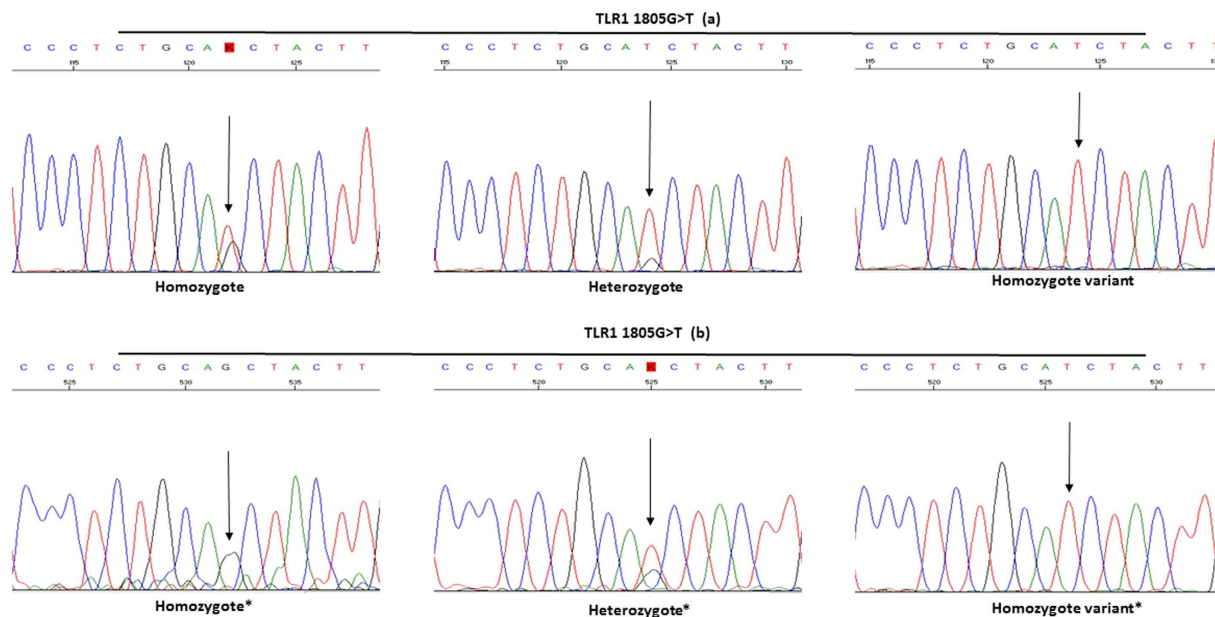 TLR1 1805G>T (a)
C C C T C T G C A K C T A C T T
C C C T C T G C A T C T A C T T
C C C T C T G C A T C T A C T T
115 120 125
115 120 125 130
115 120 125
Homozygote
Heterozygote
Homozygote variant
TLR1 1805G>T (b)
C C C T C T G C A G C T A C T T
C C C T C T G C A K C T A C T T
C C C T C T G C A T C T A C T T
525 530 535
520 525 530
520 525 530
Homozygote*
Heterozygote*
Homozygote variant*